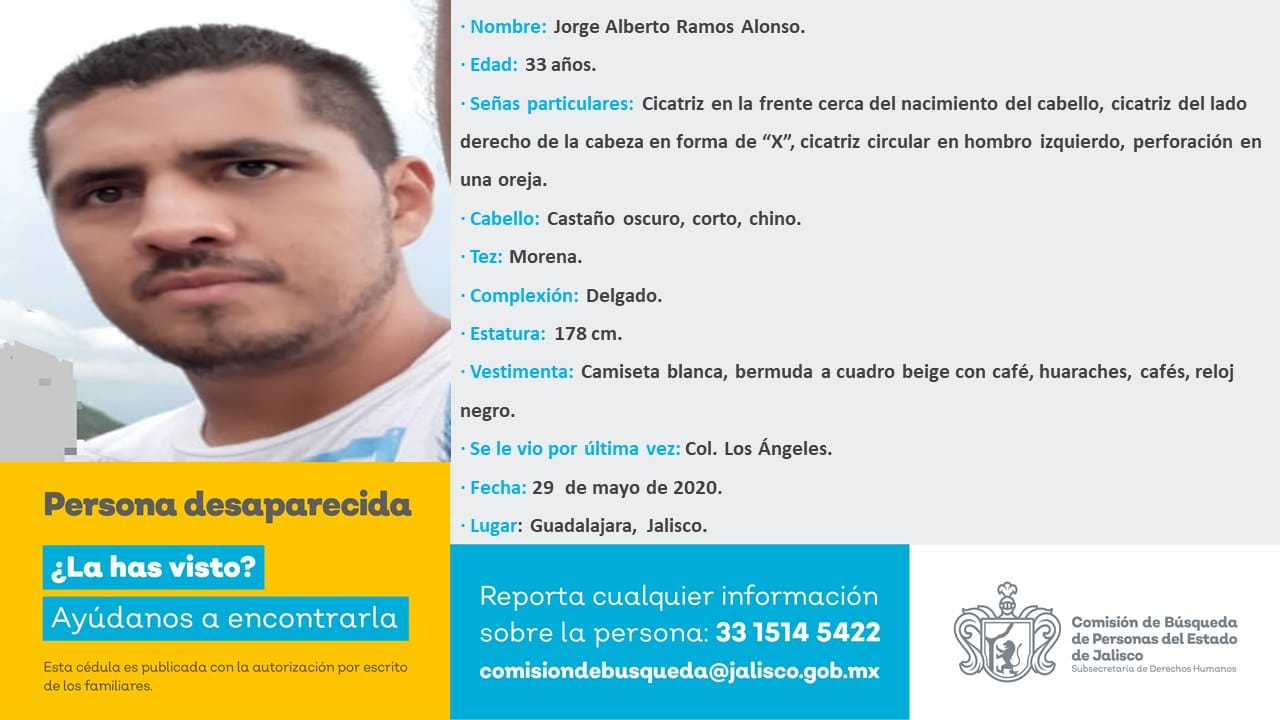 · Nombre: Jorge Alberto Ramos Alonso.
· Edad: 33 años.
· Señas particulares: Cicatriz en la frente cerca del nacimiento del cabello, cicatriz del lado
derecho de la cabeza en forma de “X”, cicatriz circular en hombro izquierdo, perforación en
una oreja.
· Cabello: Castaño oscuro, corto, chino.
· Tez: Morena.
· Complexión: Delgado.
· Estatura: 178 cm.
· Vestimenta: Camiseta blanca, bermuda a cuadro beige con café, huaraches, cafés, reloj
negro.
· Se le vio por última vez: Col. Los Ángeles.
· Fecha: 29 de mayo de 2020.
· Lugar: Guadalajara, Jalisco.
Persona desaparecida
¿La has visto?
Ayúdanos a encontrarla
Esta cédula es publicada con la autorización por escrito
de los familiares.
Reporta cualquier información
sobre la persona: 33 1514 5422
comisiondebusqueda@jalisco.gob.mx
Comisión de Búsqueda
de Personas del Estado
de Jalisco
Subsecretaría de Derechos Humanos